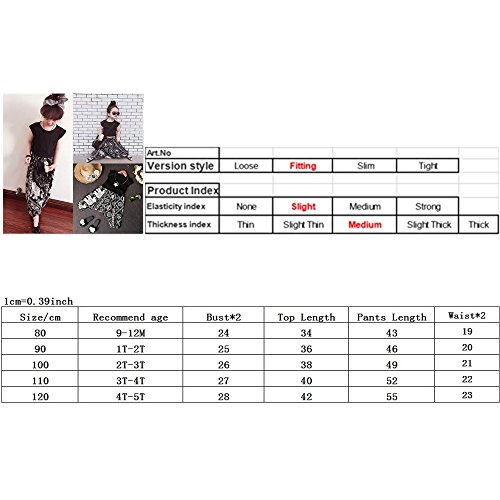 Art.No
Version style Loose Fitting Slim Tight
Product Index
Elasticity index None Slight Medium Strong
Thickness index Thin Slight Thin Medium Slight Thick Thick
1cm=0.39inch
Size/cm Recommend age Bust*2 Top Length Pants Length Waist*2
80 9-12M 24 34 43 19
90 1T-2T 25 36 46 20
100 2T-3T 26 38 49 21
110 3T-4T 27 40 52 22
120 4T-5T 28 42 55 23